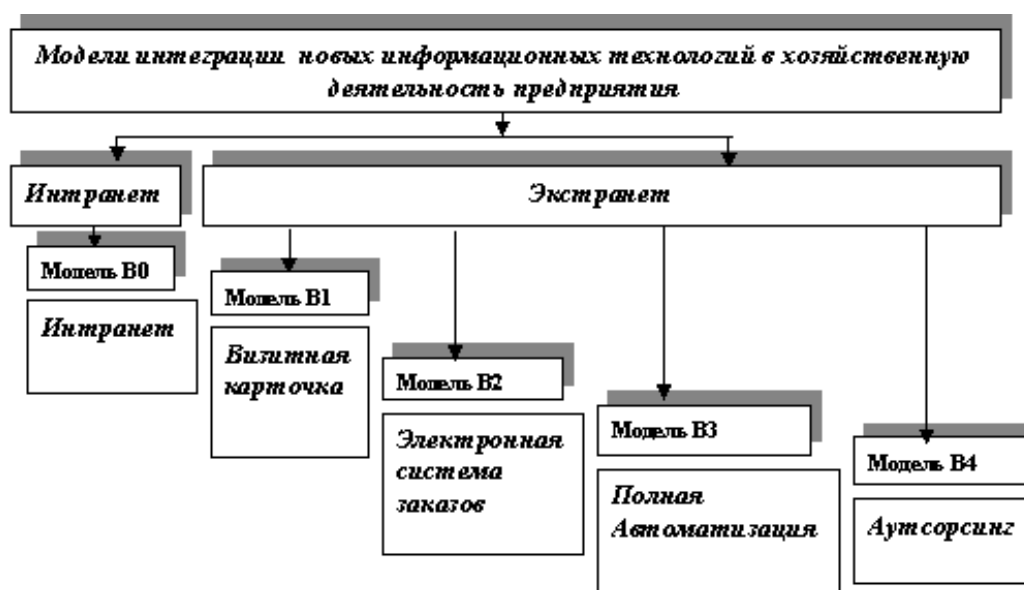 Модели интеграции новых информационных технологий в хозяйственную
деятельность предприятия
Интранет
Экстранет
Модель В0
Интранет
Модель В1
Визитная
карточка
Модель В2
Электронная
система
заказов
Модель В3
Полная
Автоматизация
Модель В4
Аутсорсинг